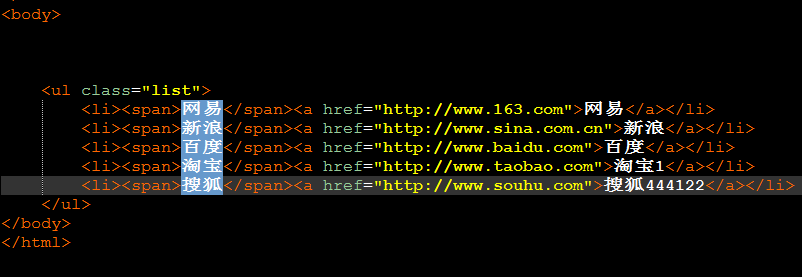 <body>
<ul class="list">
<li><span>网易</span><a href="http://www.163.com">网易</a></li>
<li><span>新浪</span><a href="http://www.sina.com.cn">新浪</a></li>
<li><span>百度</span><a href="http://www.baidu.com">百度</a></li>
<li><span>淘宝</span><a href="http://www.taobao.com">淘宝1</a></li>
<li><span>搜狐</span><a href="http://www.souhu.com">搜狐444122</a></li>
</ul>
</body>
</html>